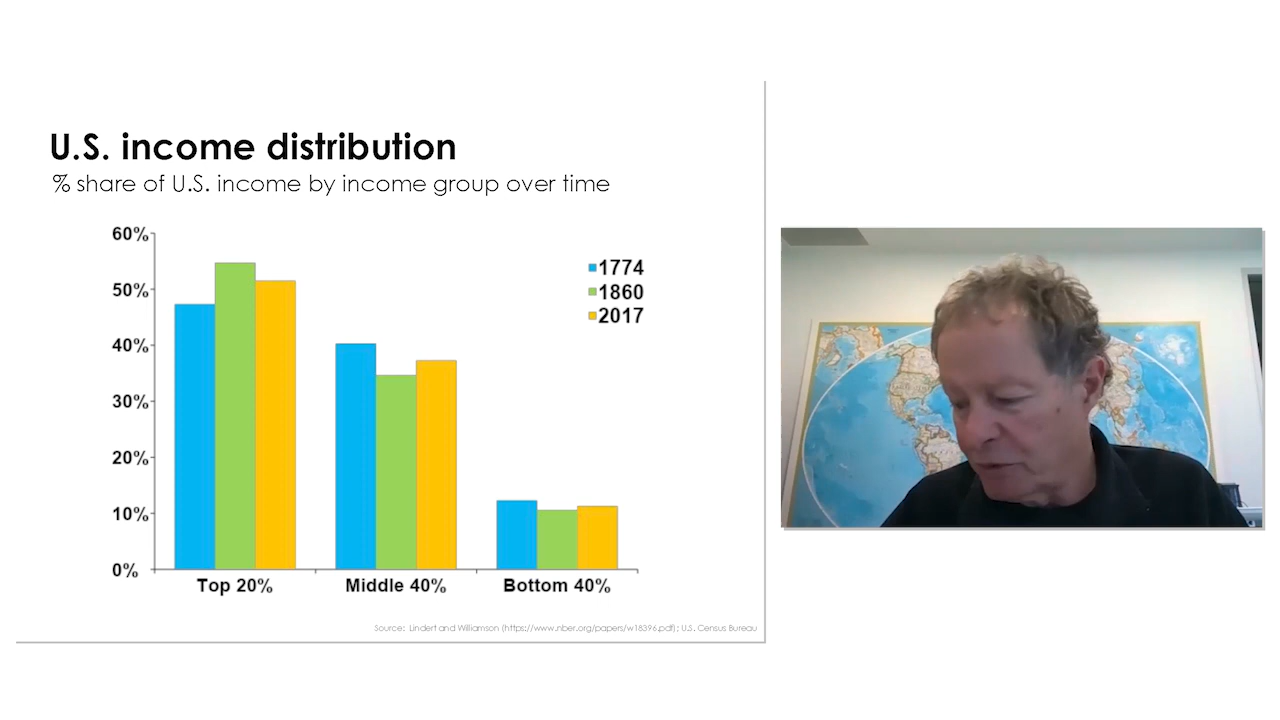 U.S. income distribution
% share of U.S. income by income group over time
60%
50%
40%
30%
20%
10%
0%
1774
1860
2017
Top 20%
Middle 40%
Bottom 40%
Source: Lindert and Williamson (https://www.nber.org/papers/w18396.pdf); U.S. Census Bureau